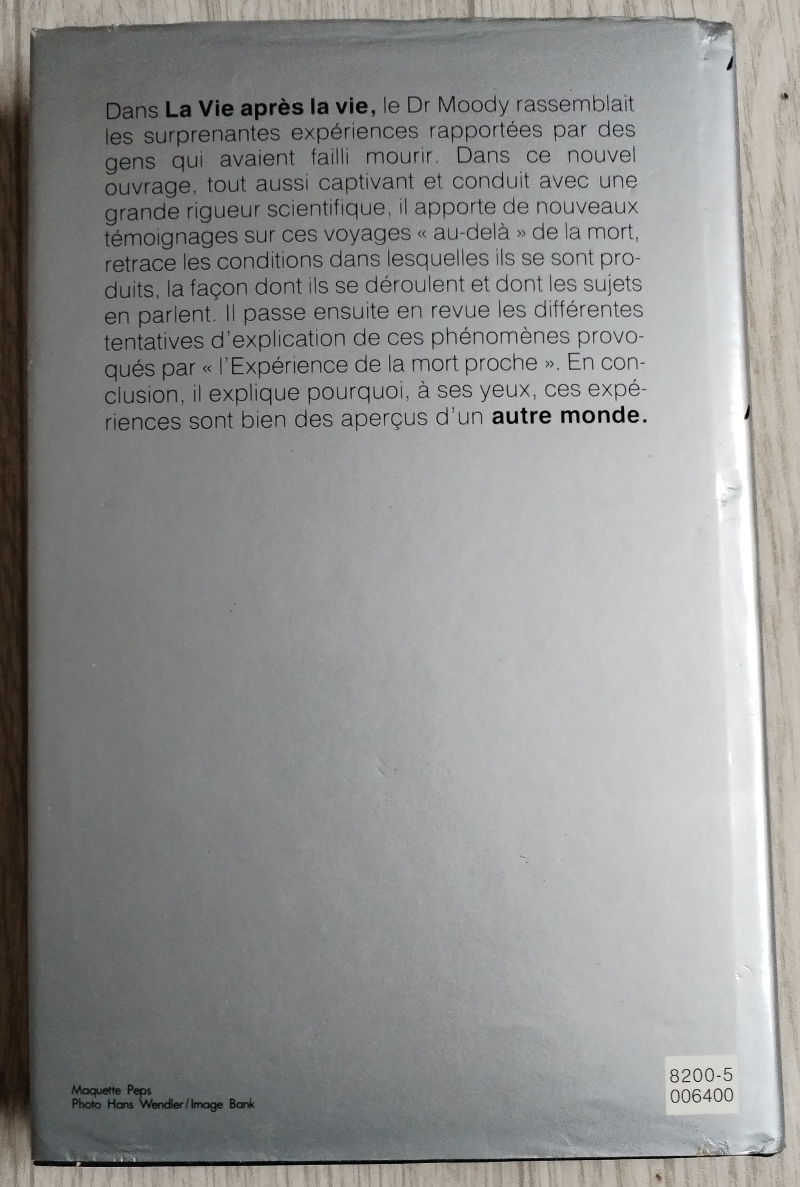 Dans La Vie après la vie, le Dr Moody rassemblait
les surprenantes expériences rapportées par des
gens qui avaient failli mourir. Dans ce nouvel
ouvrage, tout aussi captivant et conduit avec une
grande rigueur scientifique, il apporte de nouveaux
témoignages sur ces voyages « au-delà » de la mort,
retrace les conditions dans lesquelles ils se sont pro-
duits, la façon dont ils se déroulent et dont les sujets
en parlent. Il passe ensuite en revue les différentes
tentatives d'explication de ces phénomènes provo-
qués par « l'Expérience de la mort proche ». En con-
clusion, il explique pourquoi, à ses yeux, ces expé-
riences sont bien des aperçus d'un autre monde.
Maquette Peps
Photo Hans Wendler/Image Bank
8200-5
006400